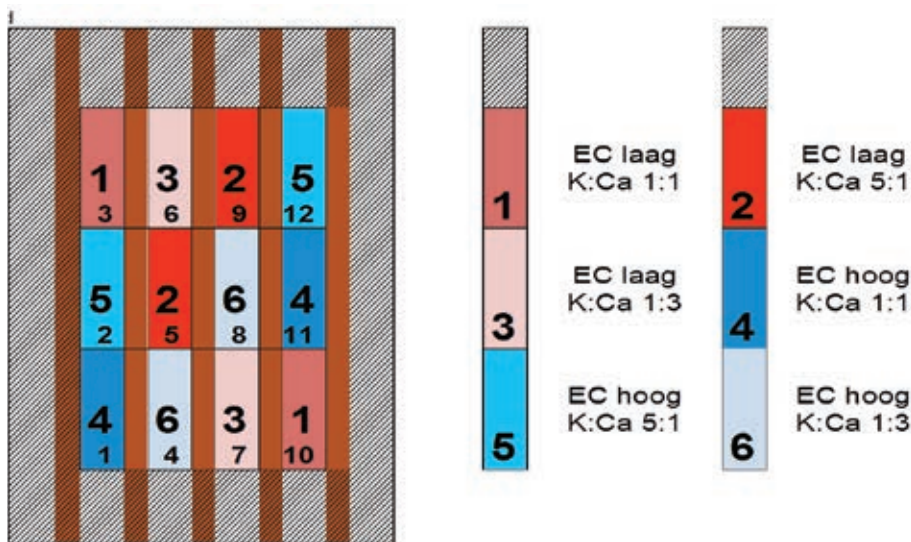 1 3 2 5
3 6 9 12
5 2 6 4
2 5 8 11
4 6 3 1
1 4 7 10
1
EC laag
K:Ca 1:1
3
EC laag
K:Ca 1:3
5
EC hoog
K:Ca 5:1
2
EC laag
K:Ca 5:1
4
EC hoog
K:Ca 1:1
6
EC hoog
K:Ca 1:3